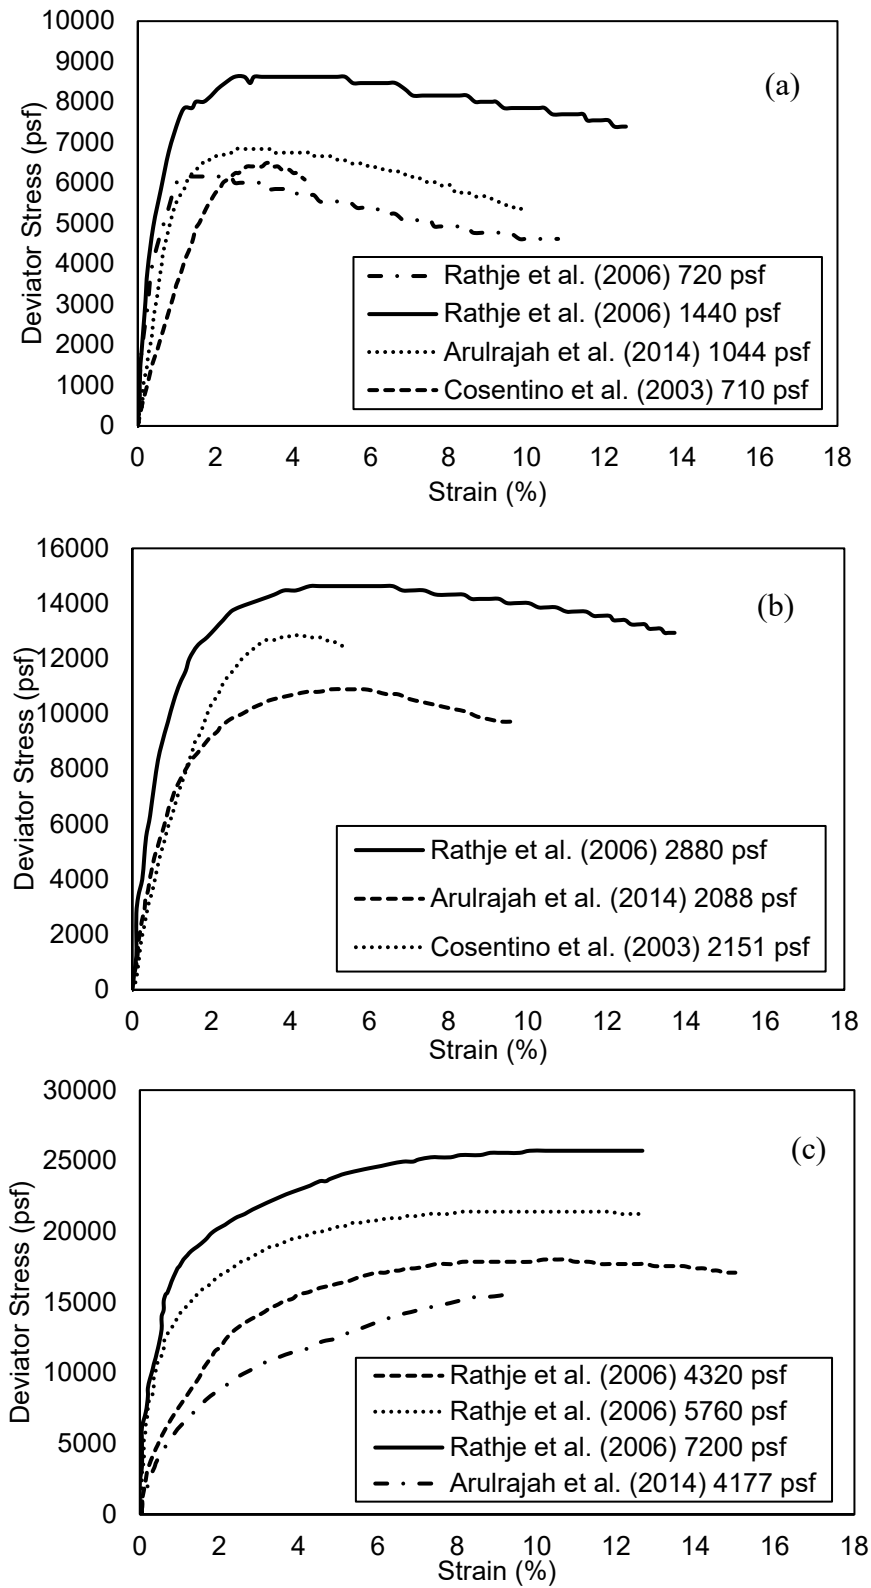 10000
9000
8000
7000
6000
5000
4000
3000
2000
1000
0
Deviator Stress (psf)
(a)
Rathje et al. (2006) 720 psf
Rathje et al. (2006) 1440 psf
Arulrajah et al. (2014) 1044 psf
Cosentino et al. (2003) 710 psf
0 2 4 6 8 10 12 14 16 18
Strain (%)
16000
14000
12000
10000
8000
6000
4000
2000
0
Deviator Stress (psf)
(b)
Rathje et al. (2006) 2880 psf
Arulrajah et al. (2014) 2088 psf
Cosentino et al. (2003) 2151 psf
0 2 4 6 8 10 12 14 16 18
Strain (%)
30000
25000
20000
15000
10000
5000
0
Deviator Stress (psf)
(c)
Rathje et al. (2006) 4320 psf
Rathje et al. (2006) 5760 psf
Rathje et al. (2006) 7200 psf
Arulrajah et al. (2014) 4177 psf
0 2 4 6 8 10 12 14 16 18
Strain (%)